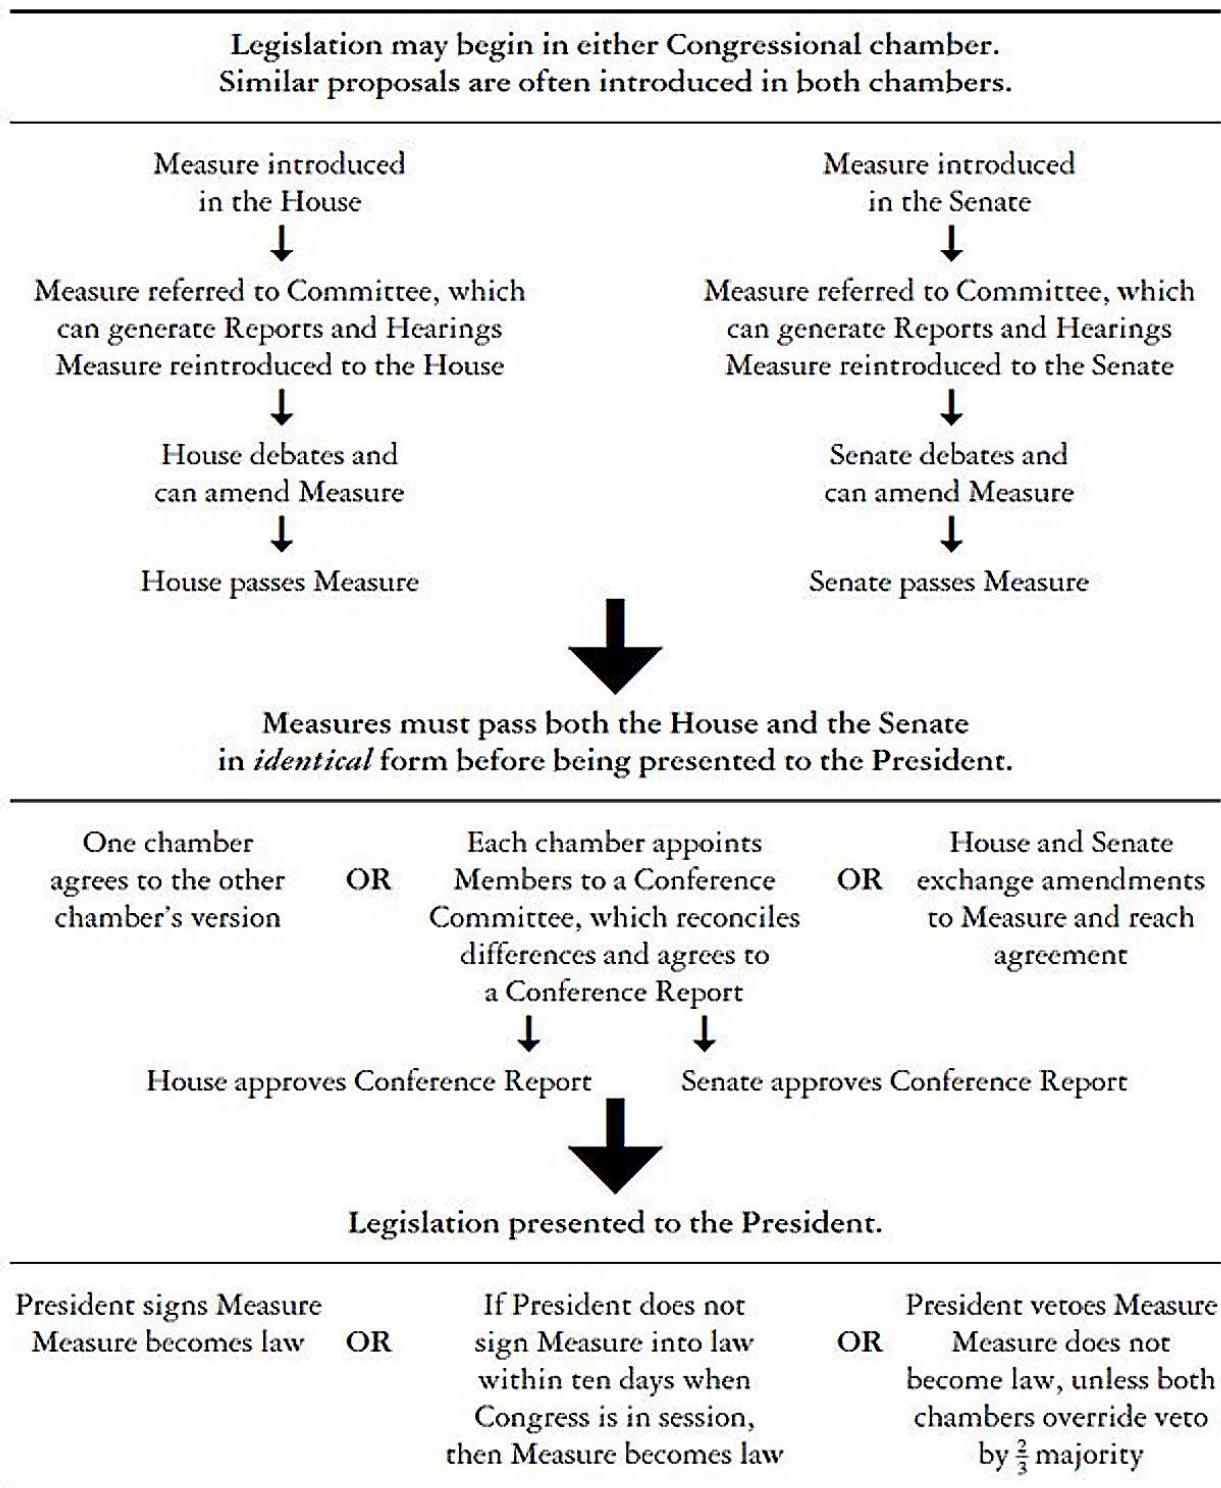 Legislation may begin in either Congressional chamber.
Similar proposals are often introduced in both chambers.
Measure introduced
in the House
Measure referred to Committee, which
can generate Reports and Hearings
Measure reintroduced to the House
House debates and
can amend Measure
House passes Measure
Measure introduced
in the Senate
Measure referred to Committee, which
can generate Reports and Hearings
Measure reintroduced to the Senate
Senate debates and
can amend Measure
Senate passes Measure
Measures must pass both the House and the Senate
in identical form before being presented to the President.
One chamber
agrees to the other
chamber's version
OR
Each chamber appoints
Members to a Conference
Committee, which reconciles
differences and agrees to
a Conference Report
OR
House and Senate
exchange amendments
to Measure and reach
agreement
House approves Conference Report
Senate approves Conference Report
Legislation presented to the President.
President signs Measure
Measure becomes law
OR
If President does not
sign Measure into law
within ten days when
Congress is in session,
then Measure becomes law
OR
President vetoes Measure
Measure does not
become law, unless both
chambers override veto
by 2/3 majority